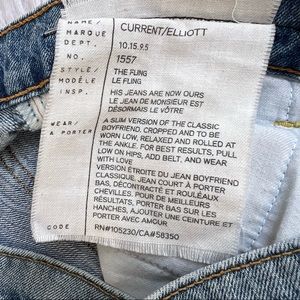 NAME/ CURRENT/ELLIOTT
MARQUE
DEPT. 10.15.95
NO. 1557
STYLE/ THE FLING
MODÈLE LE FLING
INSP. HIS JEANS ARE NOW OURS
LE JEAN DE MONSIEUR EST
DÉSORMAIS LE VÔTRE
WEAR/ A SLIM VERSION OF THE CLASSIC
A PORTER BOYFRIEND. CROPPED AND TO BE
WORN LOW, RELAXED AND ROLLED AT
THE ANKLE. FOR BEST RESULTS, PULL
LOW ON HIPS, ADD BELT, AND WEAR
WITH LOVE
VERSION ÉTROITE DU JEAN BOYFRIEND
CLASSIQUE. JEAN COURT À PORTER
BAS, DÉCONTRACTÉ ET ROULÉAUX
CHEVILLES. POUR DE MEILLEURS
RÉSULTATS, PORTER BAS SUR LES
HANCHES, AJOUTER UNE CEINTURE ET
PORTER AVEC AMOUR
CODE RN#105230/CA#58350